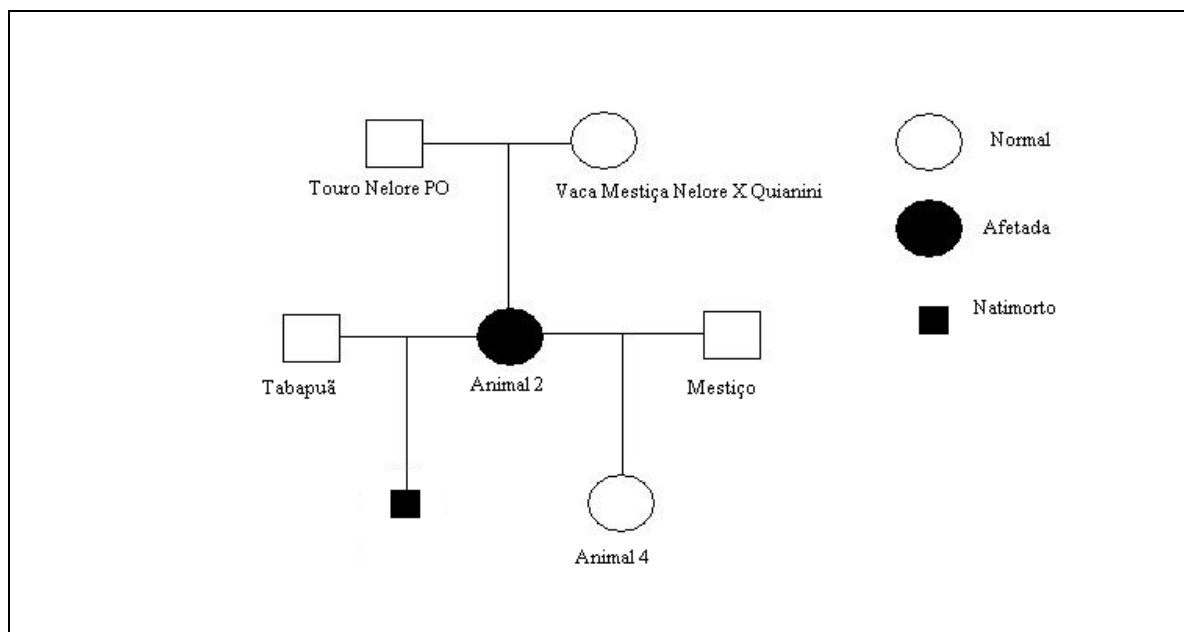 Normal
Touro Nelore PO
Vaca Mestiça Nelore X Quianini
Afetada
Natimorto
Tabapuã
Animal 2
Mestiço
Animal 4